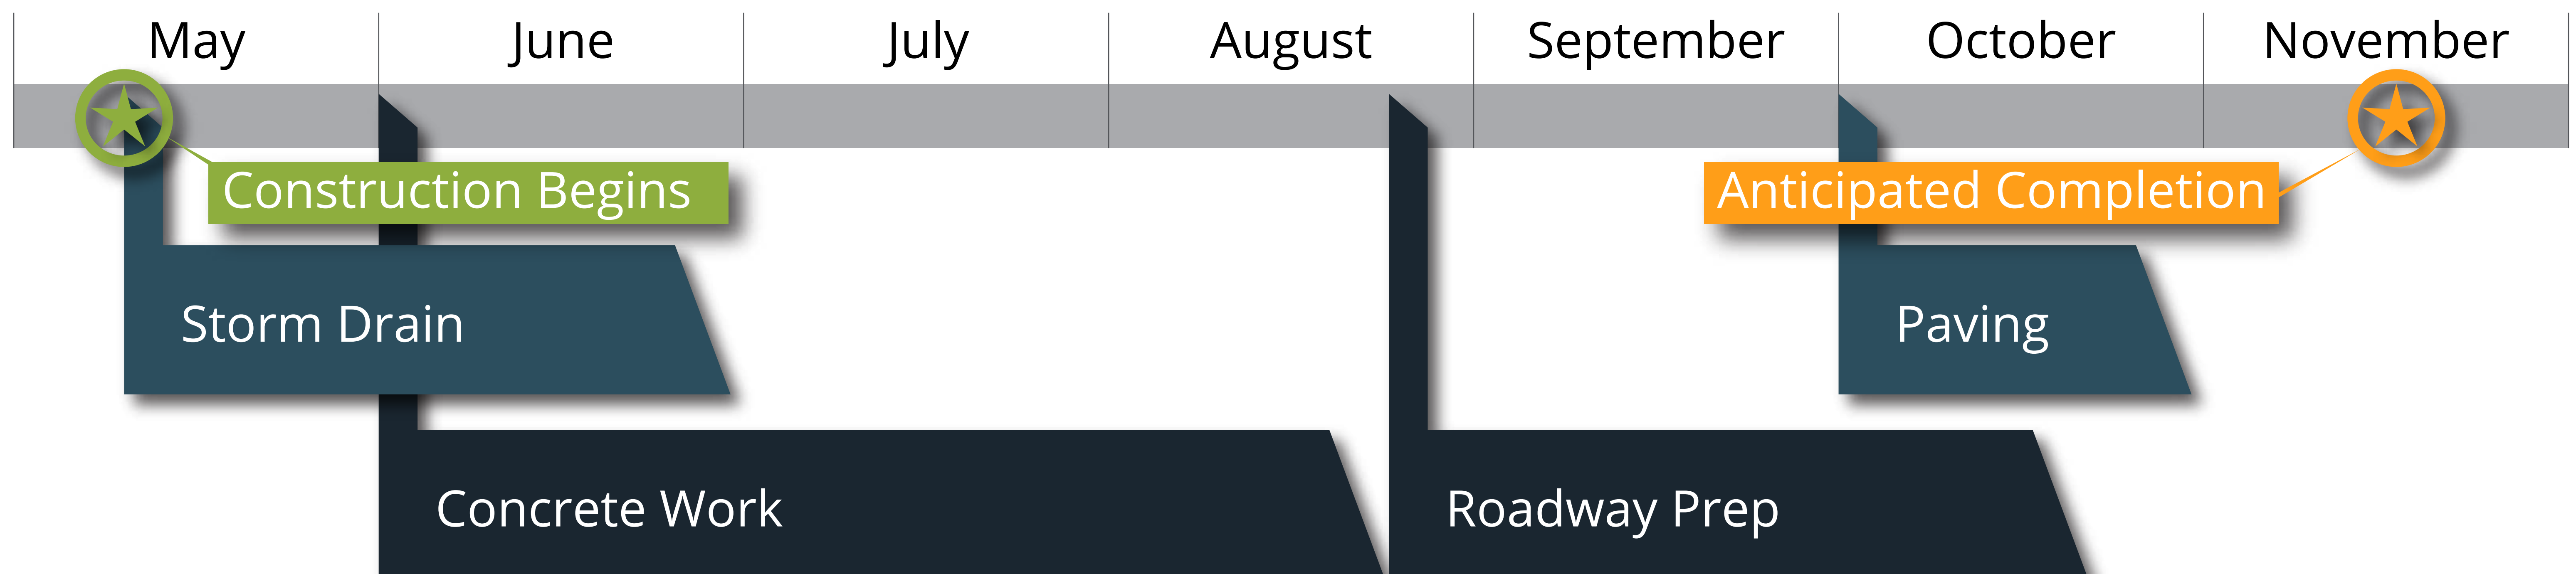 May June July August September October November
Construction Begins
Anticipated Completion
Storm Drain
Paving
Concrete Work
Roadway Prep